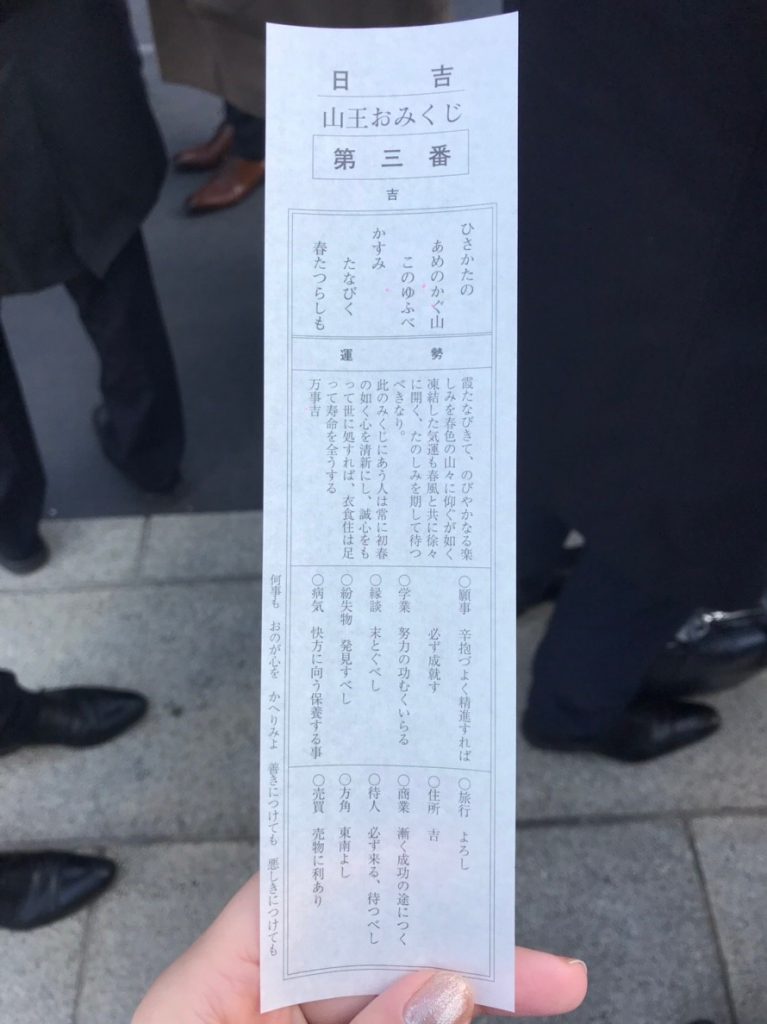 日吉
山王おみくじ
第三番
吉
ひさかたの
あめのかぐ山
このゆふべ
かすみ
たなびく
春たつらしも
運勢
霞たなびきて、のびやかなる楽
しみを春色の山々に仰ぐが如く
凍結した気運も春風と共に徐々
に開く、たのしみを期して待つ
べきなり。
此のみくじにあう人は常に初春
の如く心を清新にし、誠心をも
って世に処すれば、衣食住は足
って寿命を全うする
万事吉
〇願事 辛抱づよく精進すれば
必ず成就す
〇学業 努力の功むくいらる
〇縁談 末とぐべし
〇紛失物 発見すべし
〇病気 快方に向う保養する事
〇旅行 よろし
〇住所 吉
〇商業 漸く成功の途につく
〇待人 必ず来る、待つべし
〇方角 東南よし
〇売買 売物に利あり
何事も おのが心を かへりみよ 善きにつけても 悪しきにつけても